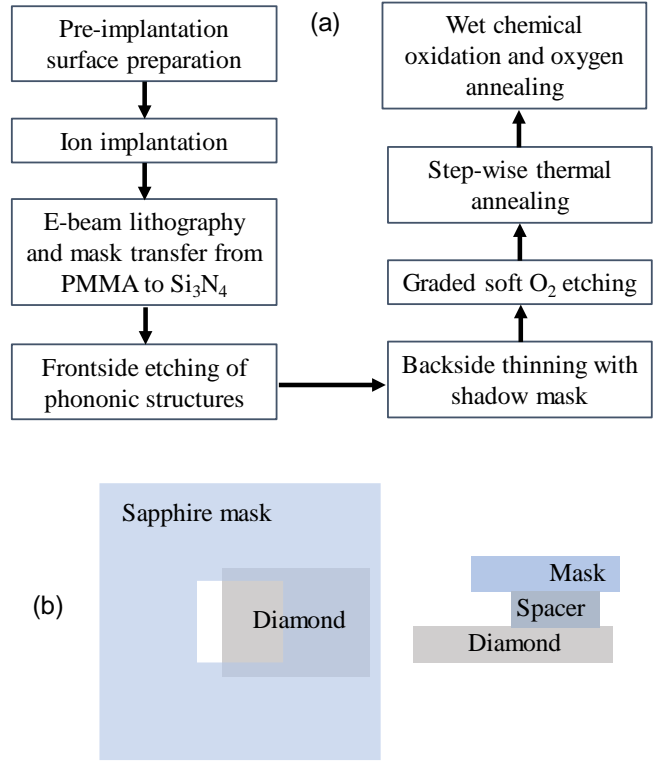 (a)
Pre-implantation
surface preparation
Ion implantation
E-beam lithography
and mask transfer from
PMMA to Si₃N₄
Frontside etching of
phononic structures
Backside thinning with
shadow mask
Graded soft O₂ etching
Step-wise thermal
annealing
Wet chemical
oxidation and oxygen
annealing
(b)
Sapphire mask
Diamond
Mask
Spacer
Diamond